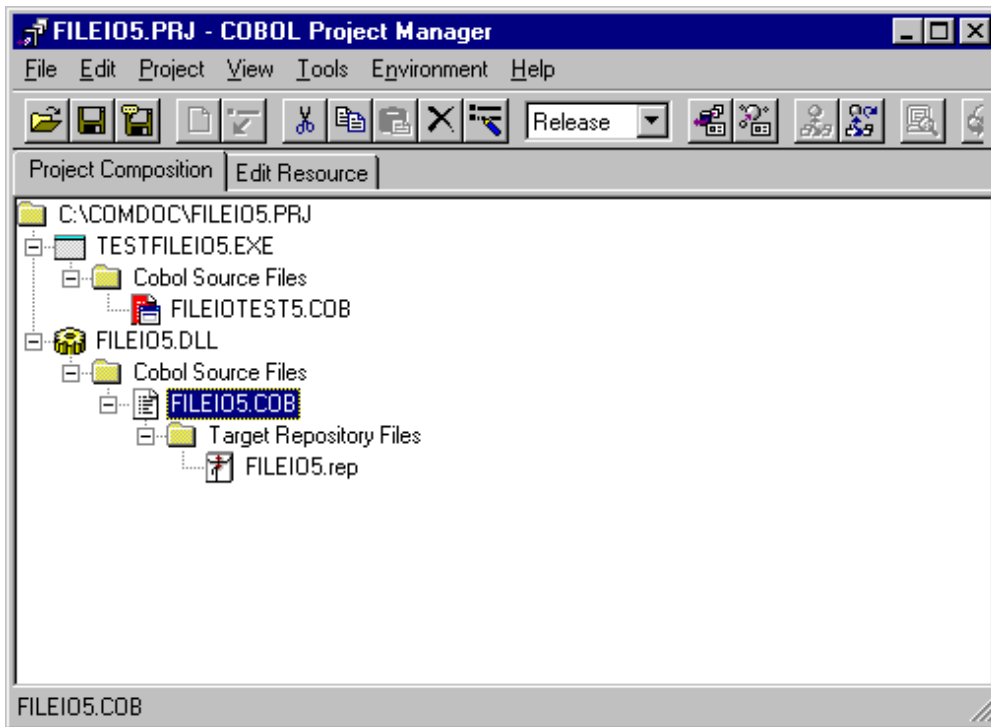 FILEIO5.PRJ - COBOL Project Manager
File Edit Project View Tools Environment Help
Release
Project Composition Edit Resource
C:\COMDOC\FILEIO5.PRJ
TESTFILEIO5.EXE
Cobol Source Files
FILEIOTEST5.COB
FILEIO5.DLL
Cobol Source Files
FILEIO5.COB
Target Repository Files
FILEIO5.rep
FILEIO5.COB